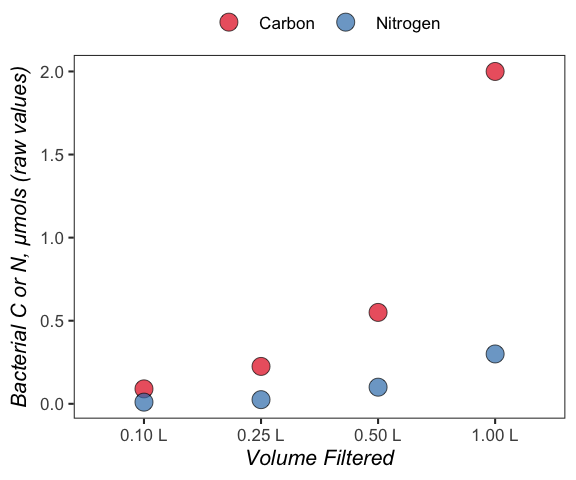 Carbon Nitrogen
Bacterial C or N, μmols (raw values)
2.0
1.5
1.0
0.5
0.0
0.10 L 0.25 L 0.50 L 1.00 L
Volume Filtered